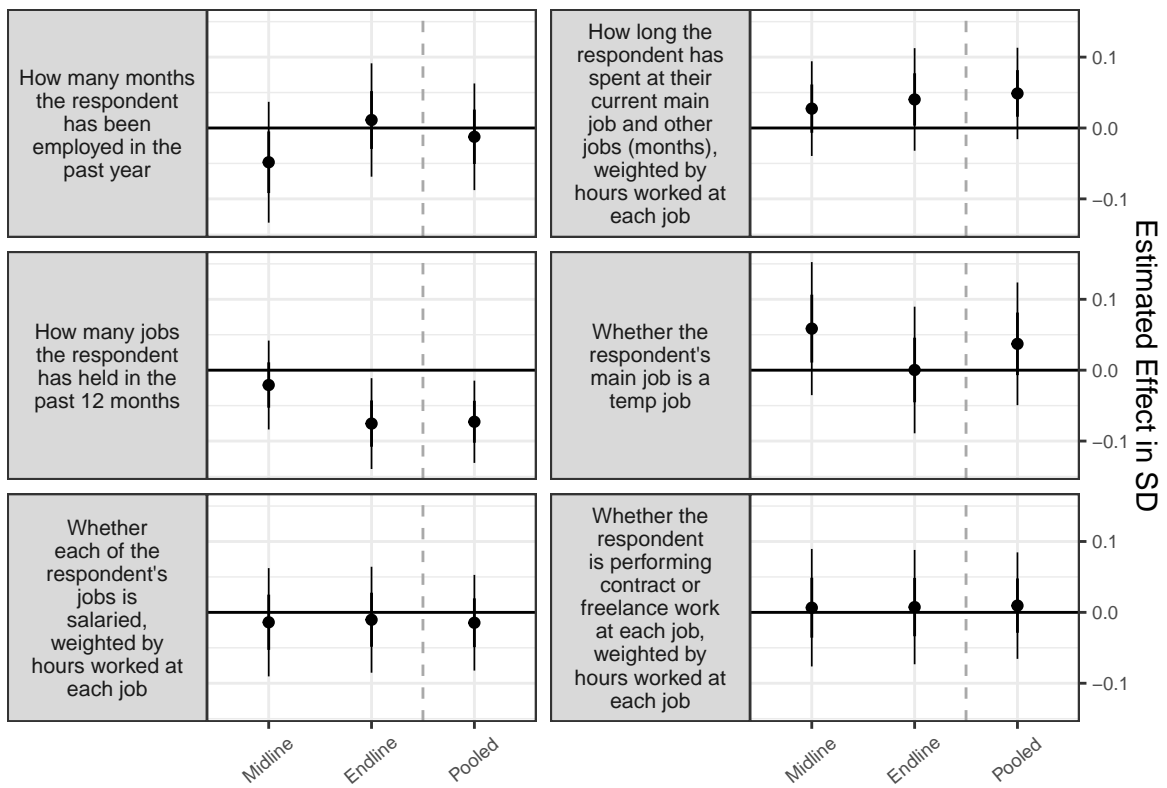 How many months
the respondent
has been
employed in the
past year
How long the
respondent has
spent at their
current main
job and other
jobs (months),
weighted by
hours worked at
each job
0.1
0.0
−0.1
How many jobs
the respondent
has held in the
past 12 months
Whether the
respondent's
main job is a
temp job
0.1
0.0
−0.1
Whether
each of the
respondent's
jobs is
salaried,
weighted by
hours worked at
each job
Whether the
respondent
is performing
contract or
freelance work
at each job,
weighted by
hours worked at
each job
0.1
0.0
−0.1
Estimated Effect in SD
Midline
Endline
Pooled
Midline
Endline
Pooled